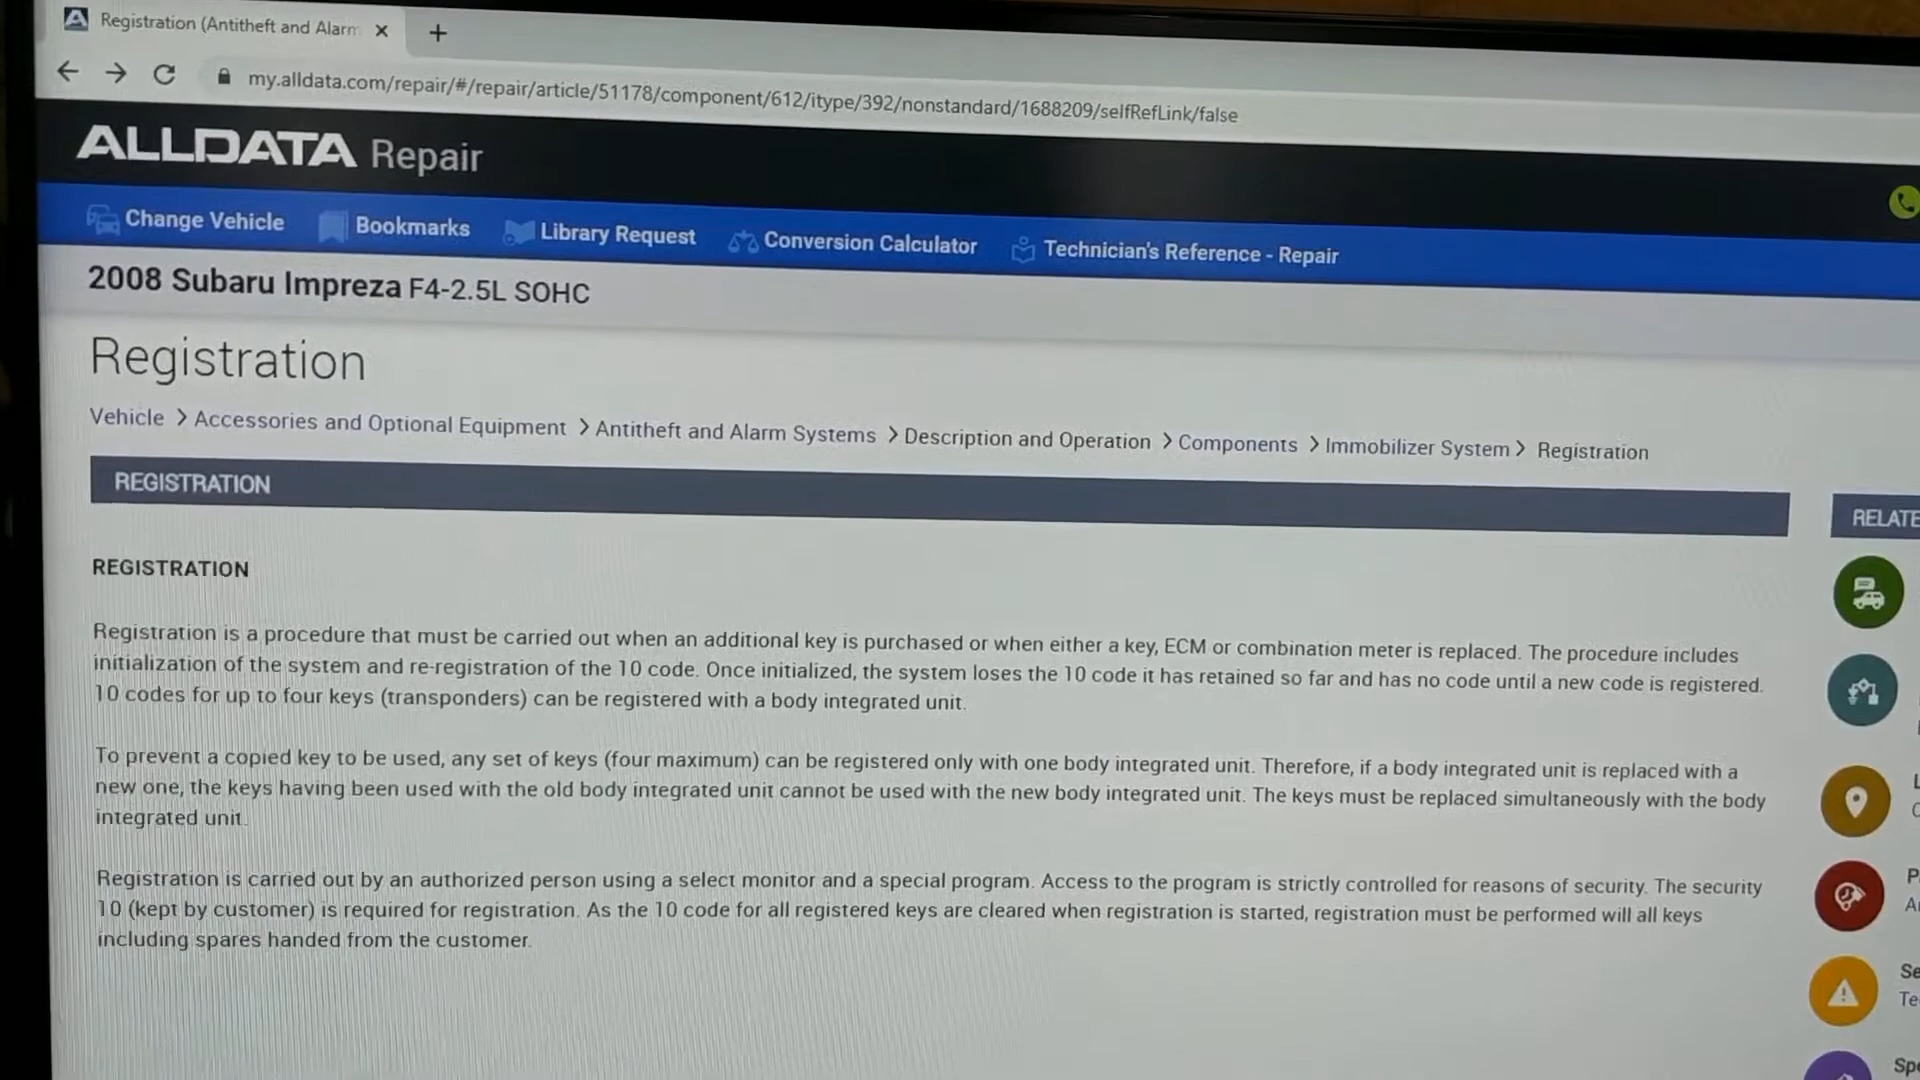 Registration (Antitheft and Alarm
my.alldata.com/repair/#/repair/article/51178/component/612/itype/392/nonstandard/1688209/selfRefLink/false
ALLDATA Repair
Change Vehicle Bookmarks Library Request Conversion Calculator Technician's Reference - Repair
2008 Subaru Impreza F4-2.5L SOHC
Registration
Vehicle > Accessories and Optional Equipment > Antitheft and Alarm Systems > Description and Operation > Components > Immobilizer System > Registration
REGISTRATION
RELATE
REGISTRATION
Registration is a procedure that must be carried out when an additional key is purchased or when either a key, ECM or combination meter is replaced. The procedure includes
initialization of the system and re-registration of the 10 code. Once initialized, the system loses the 10 code it has retained so far and has no code until a new code is registered.
10 codes for up to four keys (transponders) can be registered with a body integrated unit.
To prevent a copied key to be used, any set of keys (four maximum) can be registered only with one body integrated unit. Therefore, if a body integrated unit is replaced with a
new one, the keys having been used with the old body integrated unit cannot be used with the new body integrated unit. The keys must be replaced simultaneously with the body
integrated unit.
Registration is carried out by an authorized person using a select monitor and a special program. Access to the program is strictly controlled for reasons of security. The security
10 (kept by customer) is required for registration. As the 10 code for all registered keys are cleared when registration is started, registration must be performed will all keys
including spares handed from the customer.
Se
Te
Spe